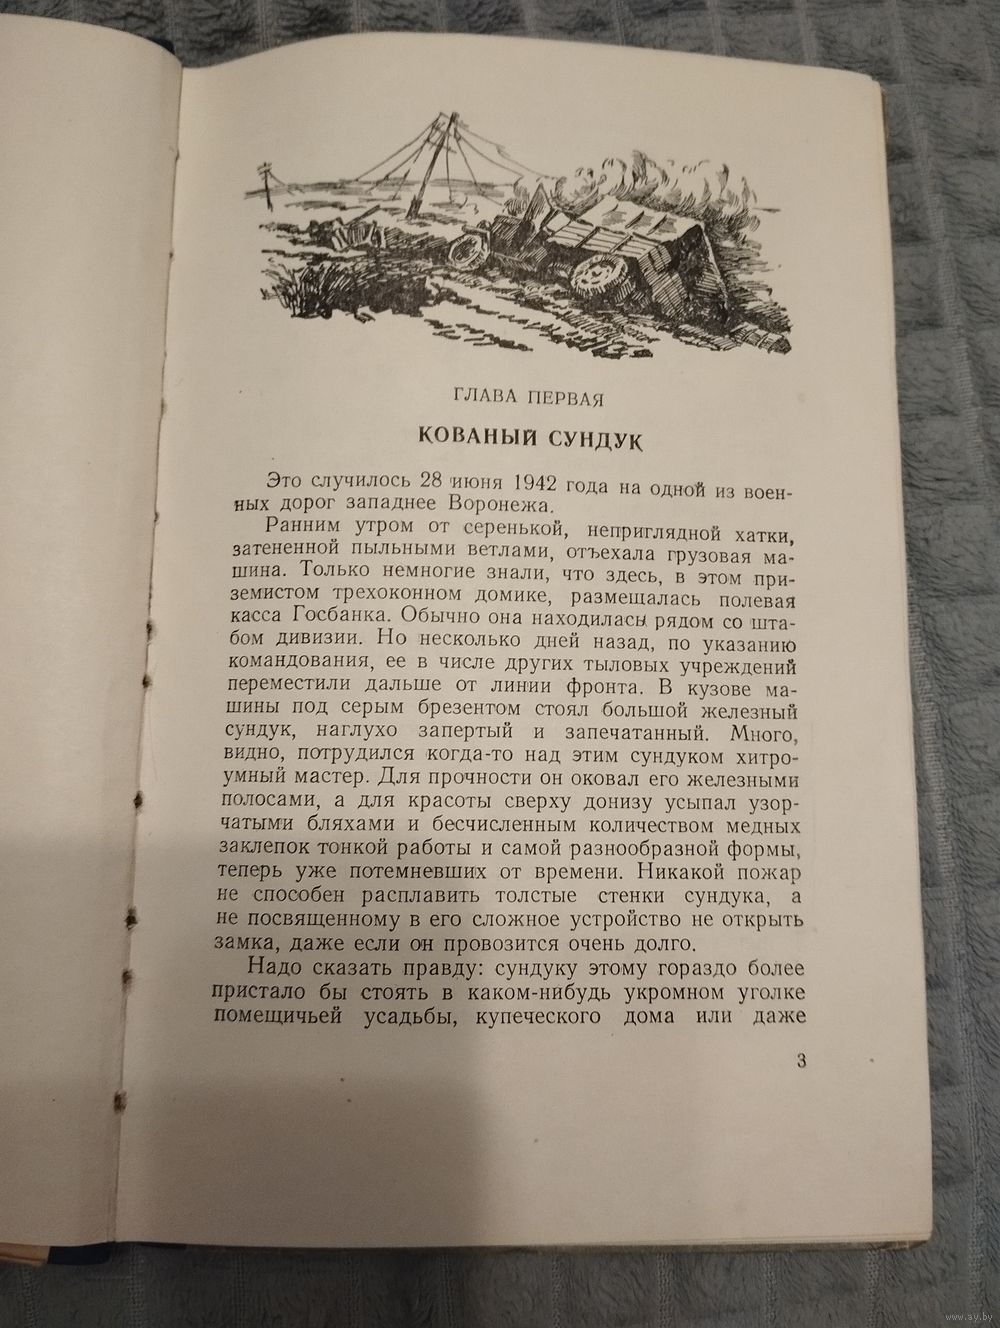 ГЛАВА ПЕРВАЯ
КОВАНЫЙ СУНДУК
Это случилось 28 июня 1942 года на одной из воен-
ных дорог западнее Воронежа.
Ранним утром от серенькой, неприглядной хатки,
затененной пыльными ветлами, отъехала грузовая ма-
шина. Только немногие знали, что здесь, в этом при-
земистом трехоконном домике, размещалась полевая
касса Госбанка. Обычно она находилась рядом со шта-
бом дивизии. Но несколько дней назад, по указанию
командования, ее в числе других тыловых учреждений
переместили дальше от линии фронта. В кузове ма-
шины под серым брезентом стоял большой железный
сундук, наглухо запертый и запечатанный. Много,
видно, потрудился когда-то над этим сундуком хитро-
умный мастер. Для прочности он оковал его железными
полосами, а для красоты сверху донизу усыпал узор-
чатыми бляхами и бесчисленным количеством медных
заклепок тонкой работы и самой разнообразной формы,
теперь уже потемневших от времени. Никакой пожар
не способен расплавить толстые стенки сундука, а
не посвященному в его сложное устройство не открыть
замка, даже если он провозится очень долго.
Надо сказать правду: сундуку этому гораздо более
пристало бы стоять в каком-нибудь укромном уголке
помещичьей усадьбы, купеческого дома или даже
3
www.ay.by